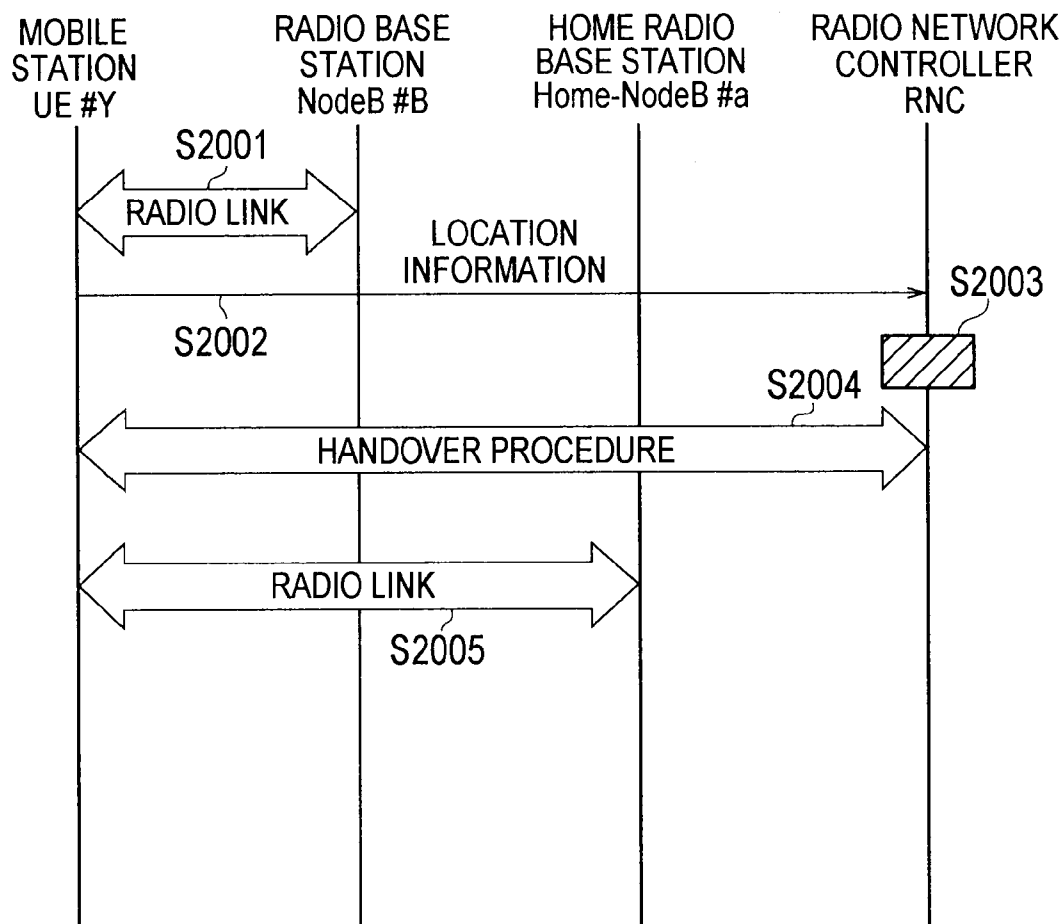 MOBILE
STATION
UE #Y
RADIO BASE
STATION
NodeB #B
HOME RADIO
BASE STATION
Home-NodeB #a
RADIO NETWORK
CONTROLLER
RNC
S2001
RADIO LINK
LOCATION
INFORMATION
S2002
S2003
S2004
HANDOVER PROCEDURE
RADIO LINK
S2005